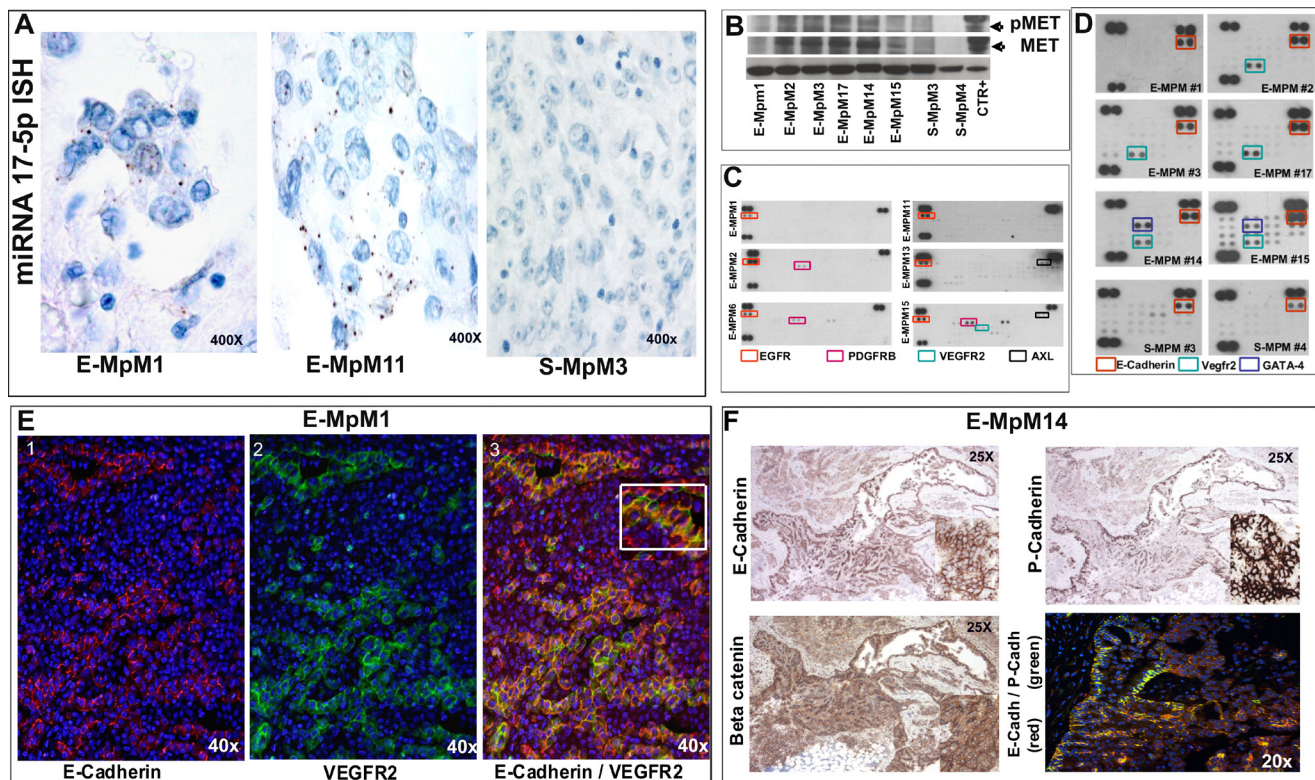 A
miRNA 17-5p ISH
400X
400X
400x
E-MpM1
E-MpM11
S-MpM3
B
pMET
MET
E-Mpm1
E-MpM2
E-MpM3
E-MpM17
E-MpM14
E-MpM15
S-MpM3
S-MpM4
CTR+
C
E-MPM1
E-MPM11
E-MPM2
E-MPM13
E-MPM6
E-MPM15
EGFR
PDGFRB
VEGFR2
AXL
D
E-MPM #1
E-MPM #2
E-MPM #3
E-MPM #17
E-MPM #14
E-MPM #15
S-MPM #3
S-MPM #4
E-Cadherin
Vegfr2
GATA-4
E
E-MpM1
1
2
3
40x
40x
40x
E-Cadherin
VEGFR2
E-Cadherin / VEGFR2
F
E-MpM14
E-Cadherin
25X
P-Cadherin
25X
Beta catenin
25X
E-Cadh / P-Cadh
(red)
(green)
20x